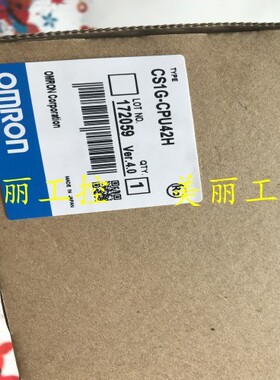 OMRON
OMRON Corporation
MADE IN JAPAN
TYPE
CS1G-CPU42H
LOT NO.
172059 Ver.4.0
QTY.
1
丽工控
美丽工